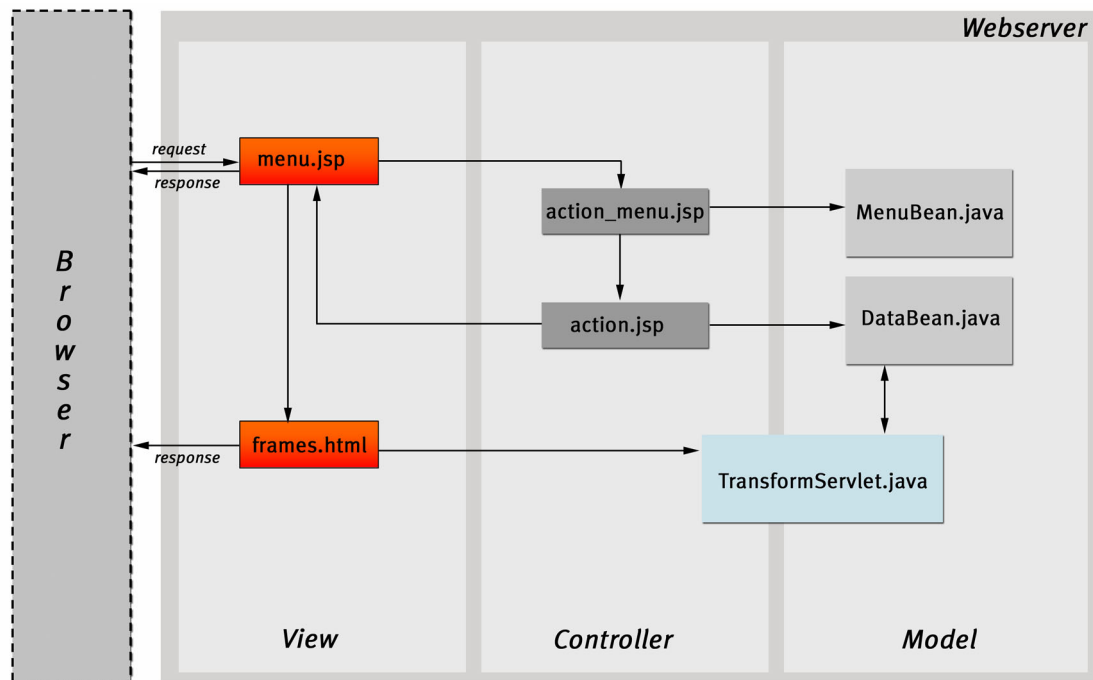 Webserver
Browser
request
response
menu.jsp
action_menu.jsp
MenuBean.java
action.jsp
DataBean.java
response
frames.html
TransformServlet.java
View
Controller
Model